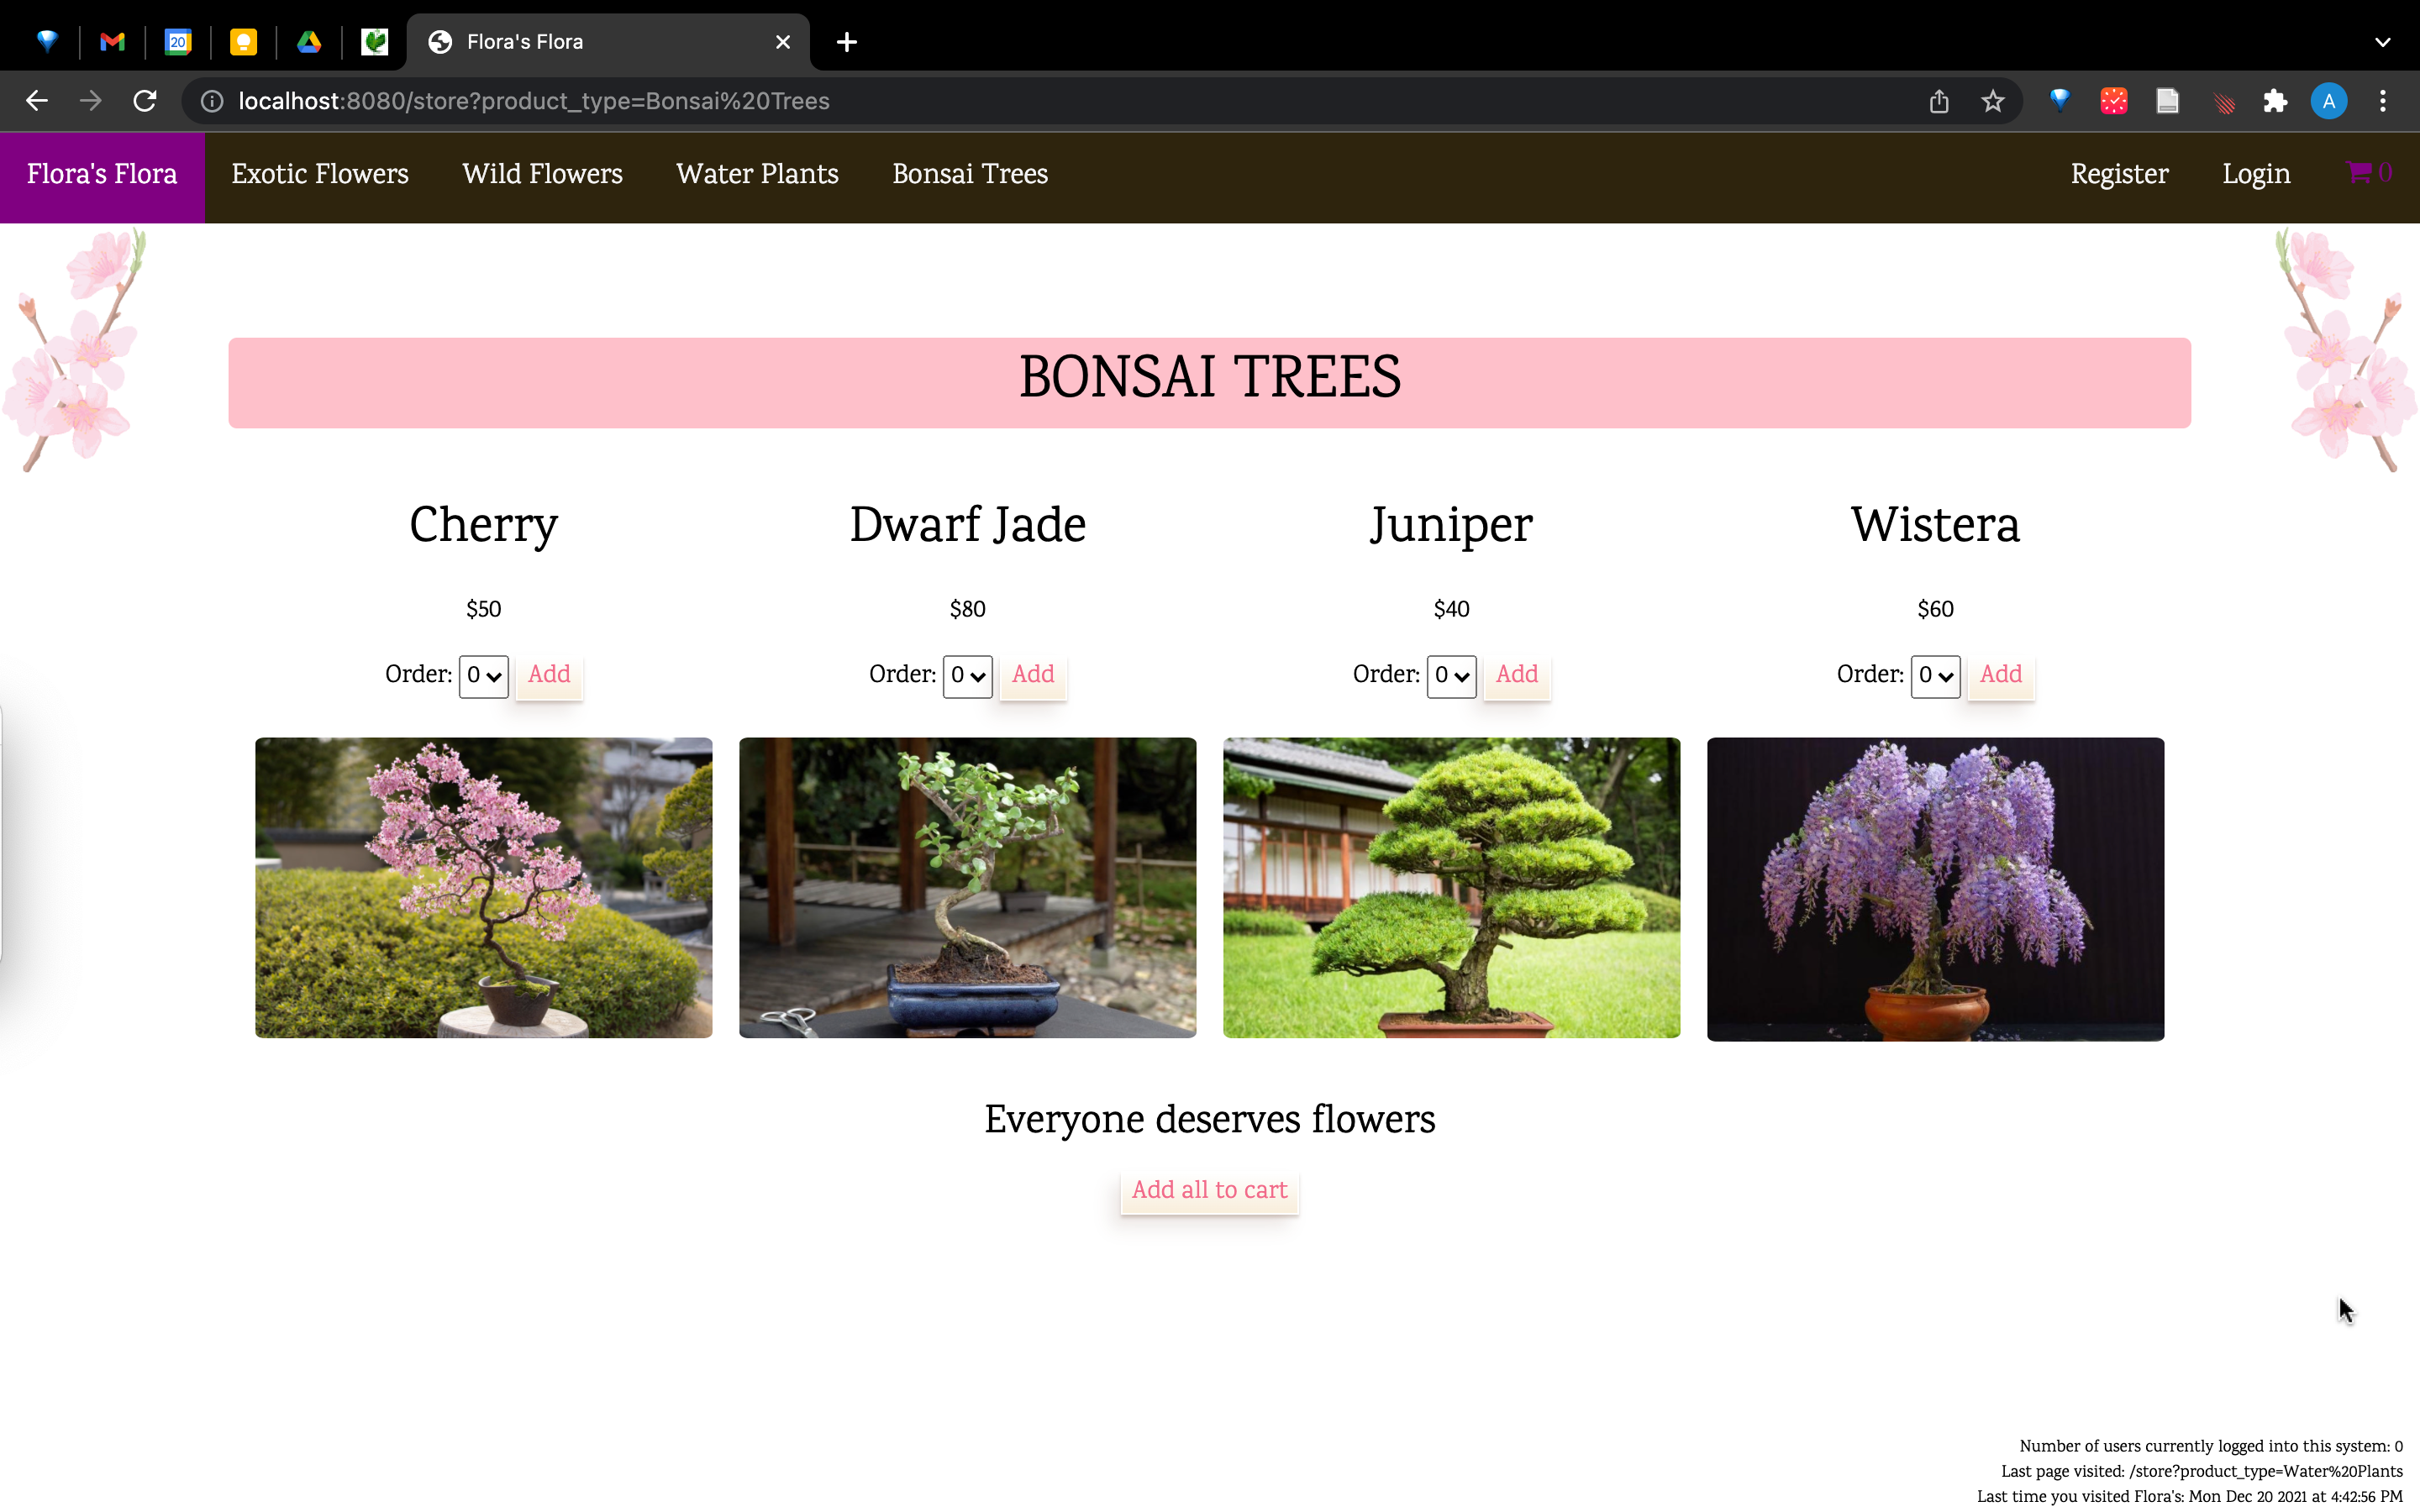 20
Flora's Flora
localhost:8080/store?product_type=Bonsai%20Trees
A
Flora's Flora Exotic Flowers Wild Flowers Water Plants Bonsai Trees Register Login 0
BONSAI TREES
Cherry Dwarf Jade Juniper Wistera
$50 $80 $40 $60
Order: 0 Add Order: 0 Add Order: 0 Add Order: 0 Add
Everyone deserves flowers
Add all to cart
Number of users currently logged into this system: 0
Last page visited: /store?product_type=Water%20Plants
Last time you visited Flora's: Mon Dec 20 2021 at 4:42:56 PM